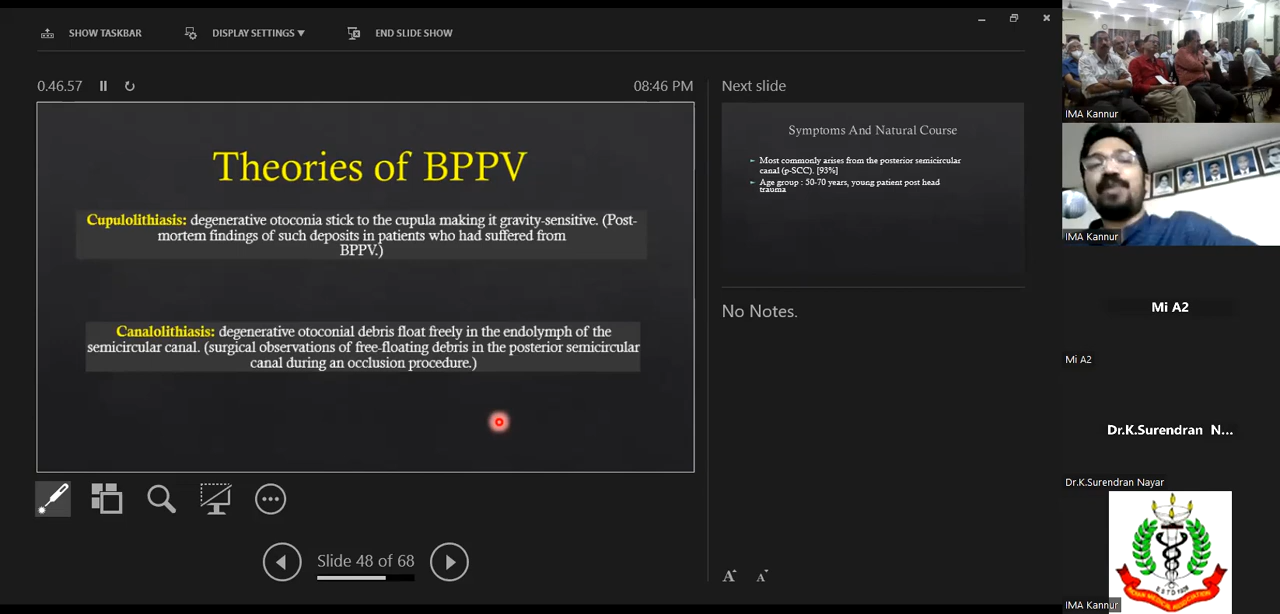 SHOW TASKBAR
DISPLAY SETTINGS ▼
END SLIDE SHOW
0.46.57
08:46 PM
Theories of BPPV
Cupulolithiasis: degenerative otoconia stick to the cupula making it gravity-sensitive. (Post-
mortem findings of such deposits in patients who had suffered from
BPPV.)
Canalolithiasis: degenerative otoconial debris float freely in the endolymph of the
semicircular canal. (surgical observations of free-floating debris in the posterior semicircular
canal during an occlusion procedure.)
Slide 48 of 68
Next slide
Symptoms And Natural Course
Most commonly arises from the posterior semicircular
canal (p-SCC). [93%]
Age group : 50-70 years, young patient post head
trauma
No Notes.
A A
IMA Kannur
IMA Kannur
Mi A2
Mi A2
Dr.K.Surendran N...
Dr.K.Surendran Nayar
IMA Kannur